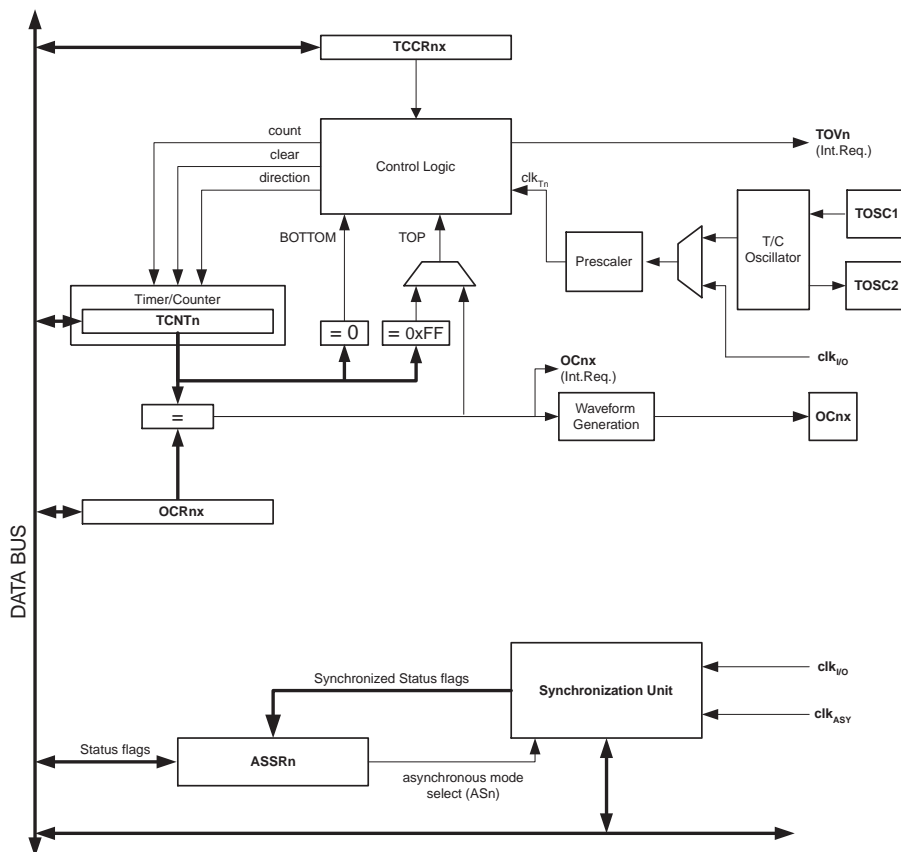 TCCRnx
count
clear
direction
Control Logic
TOVn
(Int.Req.)
clkTn
BOTTOM
TOP
Prescaler
T/C
Oscillator
TOSC1
TOSC2
Timer/Counter
TCNTn
= 0
= 0xFF
OCnx
(Int.Req.)
clkI/O
=
Waveform
Generation
OCnx
OCRnx
DATA BUS
Synchronized Status flags
Synchronization Unit
clkI/O
clkASY
Status flags
ASSRn
asynchronous mode
select (ASn)